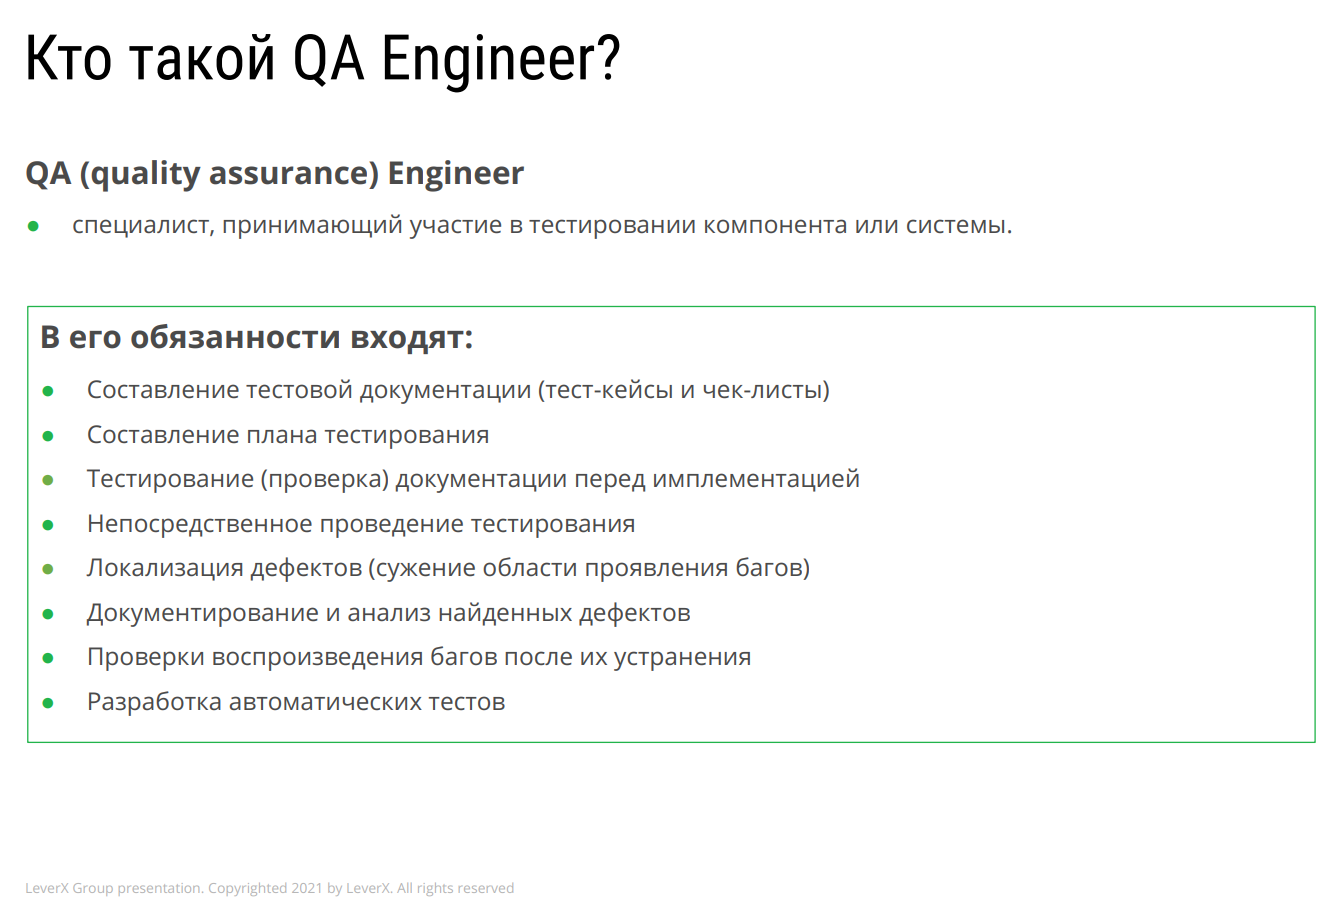 Кто такой QA Engineer?
QA (quality assurance) Engineer
● специалист, принимающий участие в тестировании компонента или системы.
В его обязанности входят:
● Составление тестовой документации (тест-кейсы и чек-листы)
● Составление плана тестирования
● Тестирование (проверка) документации перед имплементацией
● Непосредственное проведение тестирования
● Локализация дефектов (сужение области проявления багов)
● Документирование и анализ найденных дефектов
● Проверки воспроизведения багов после их устранения
● Разработка автоматических тестов
LeverX Group presentation. Copyrighted 2021 by LeverX. All rights reserved